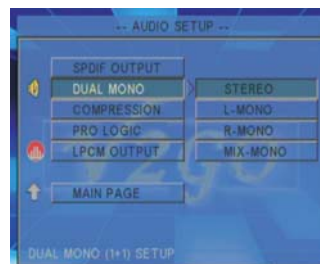 -- AUDIO SETUP --
SPDIF OUTPUT
DUAL MONO
STEREO
COMPRESSION
L-MONO
PRO LOGIC
R-MONO
LPCM OUTPUT
MIX-MONO
MAIN PAGE
DUAL MONO (1+1) SETUP